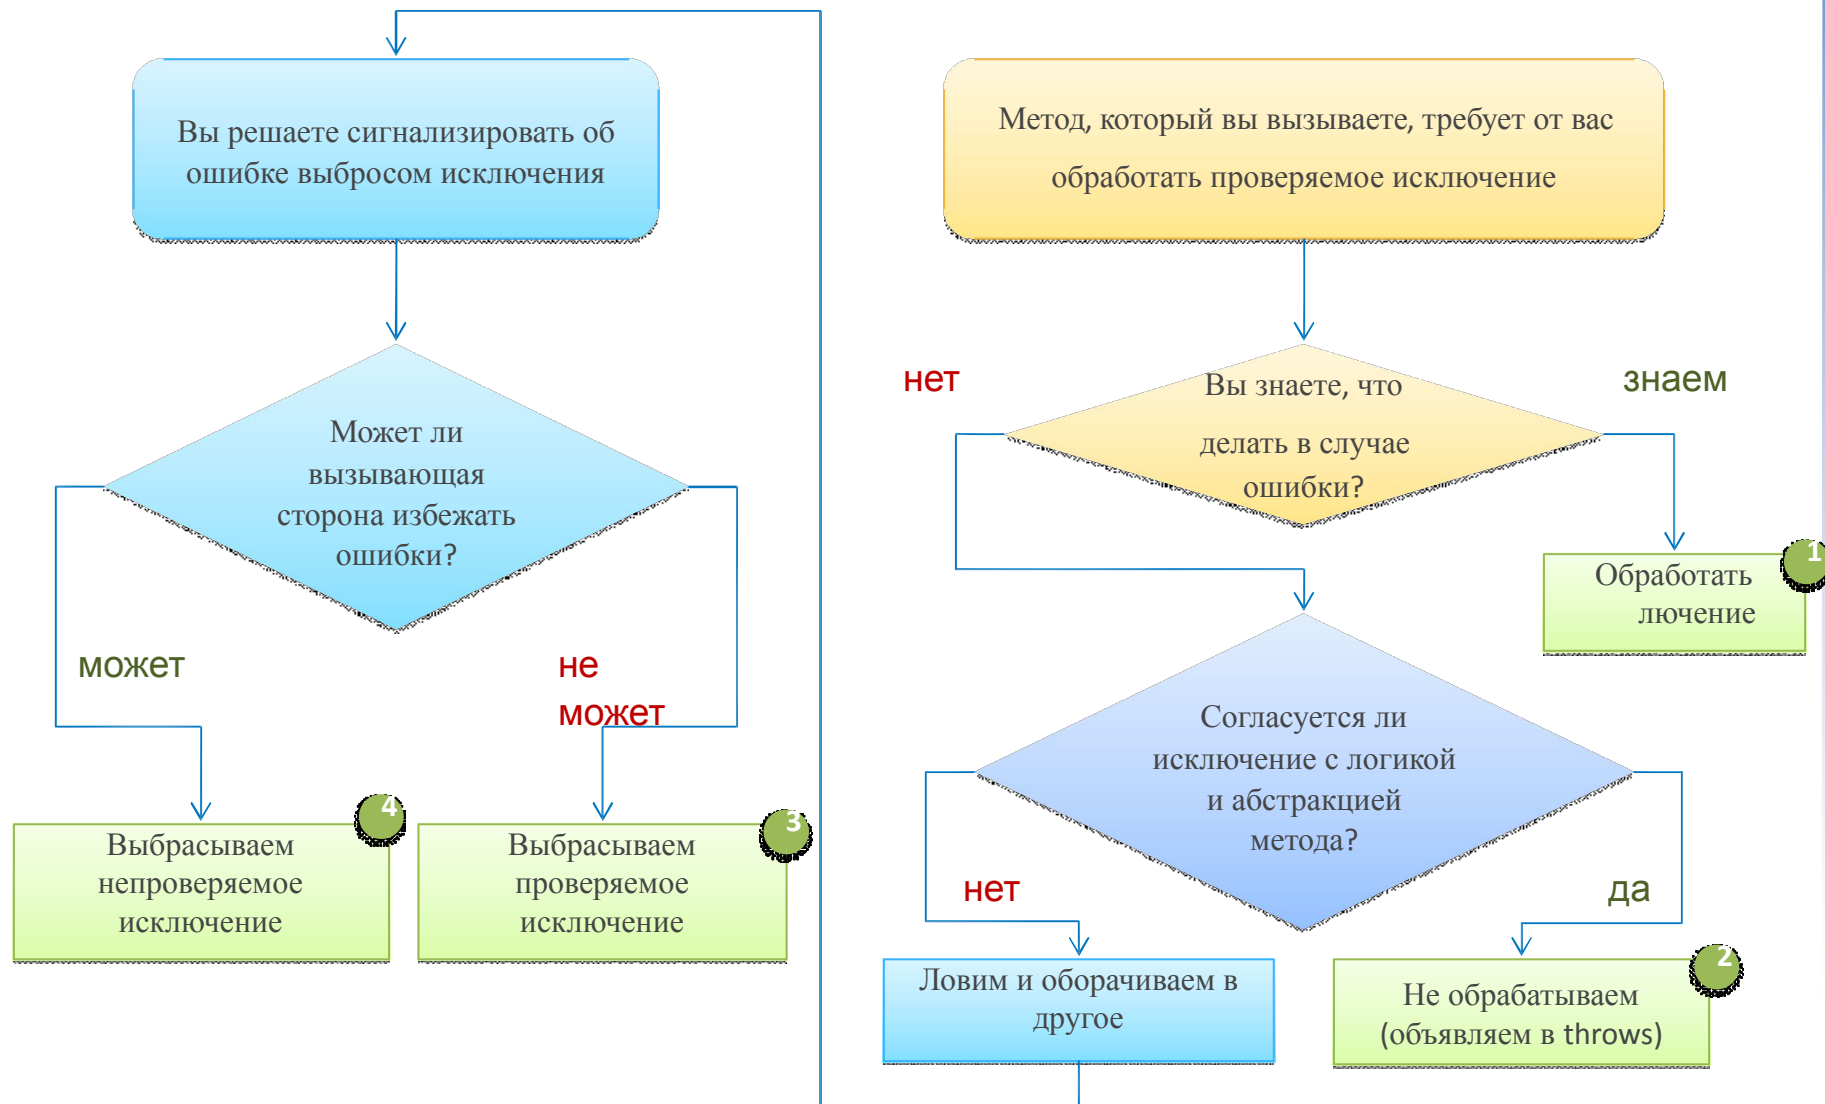 Вы решаете сигнализировать об
ошибке выбросом исключения
Может ли
вызывающая
сторона избежать
ошибки?
может
не
может
4
Выбрасываем
непроверяемое
исключение
3
Выбрасываем
проверяемое
исключение
Метод, который вы вызываете, требует от вас
обработать проверяемое исключение
нет
Вы знаете, что
делать в случае
ошибки?
знаем
1
Обработать
лючение
Согласуется ли
исключение с логикой
и абстракцией
метода?
нет
да
Ловим и оборачиваем в
другое
2
Не обрабатываем
(объявляем в throws)